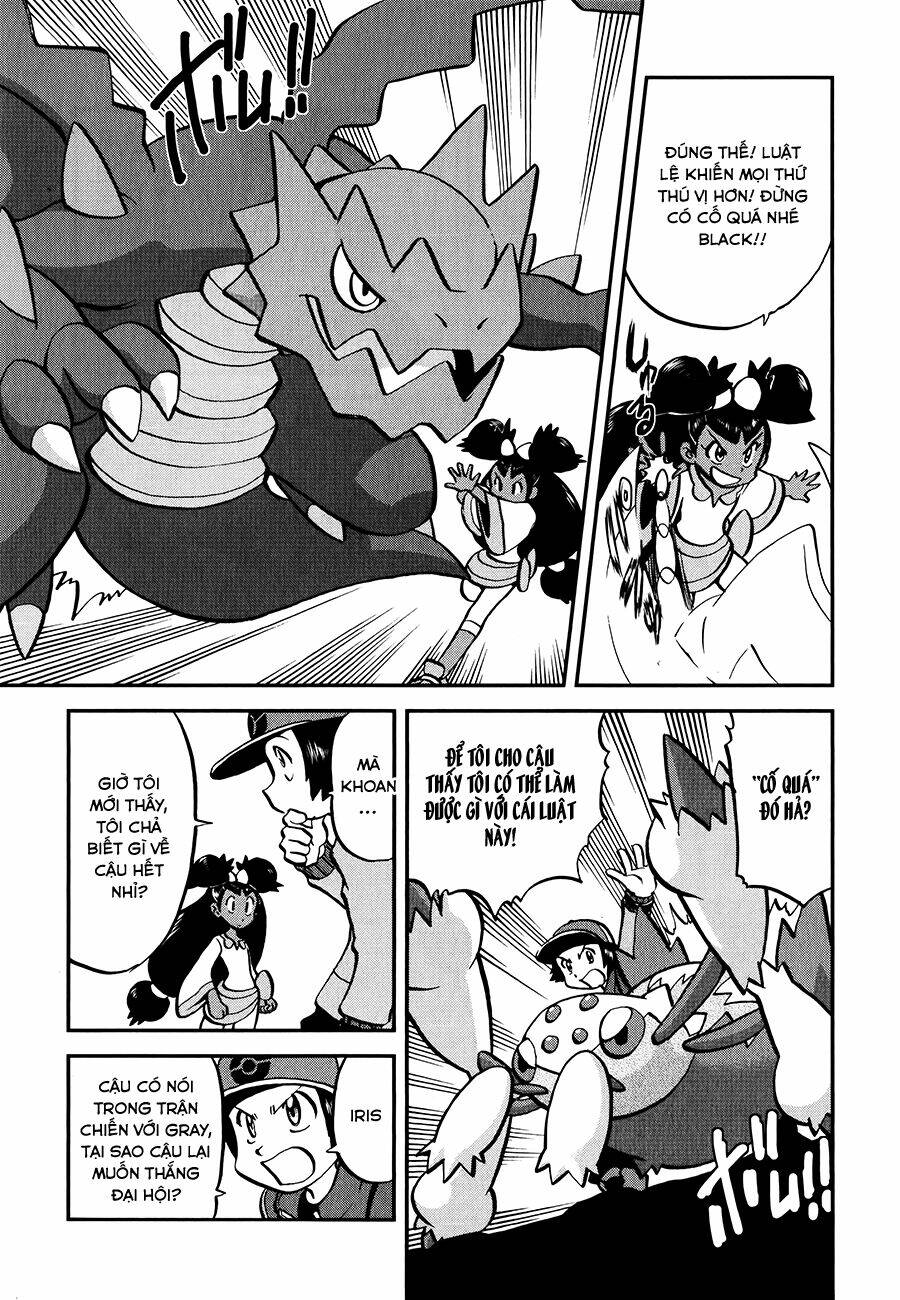 ĐÚNG THẾ! LUẬT
LỆ KHIẾN MỌI THỨ
THÚ VỊ HƠN! ĐỪNG
CÓ CỐ QUÁ NHÉ
BLACK!!
“CỐ QUÁ”
ĐÓ HẢ?
ĐỂ TÔI CHO CẬU
THẤY TÔI CÓ THỂ LÀM
ĐƯỢC GÌ VỚI CÁI LUẬT
NÀY!
MÀ
KHOAN
...
GIỜ TÔI
MỚI THẤY,
TÔI CHẢ
BIẾT GÌ VỀ
CẬU HẾT
NHỈ?
IRIS
CẬU CÓ NÓI
TRONG TRẬN
CHIẾN VỚI GRAY,
TẠI SAO CẬU LẠI
MUỐN THẮNG
ĐẠI HỘI?